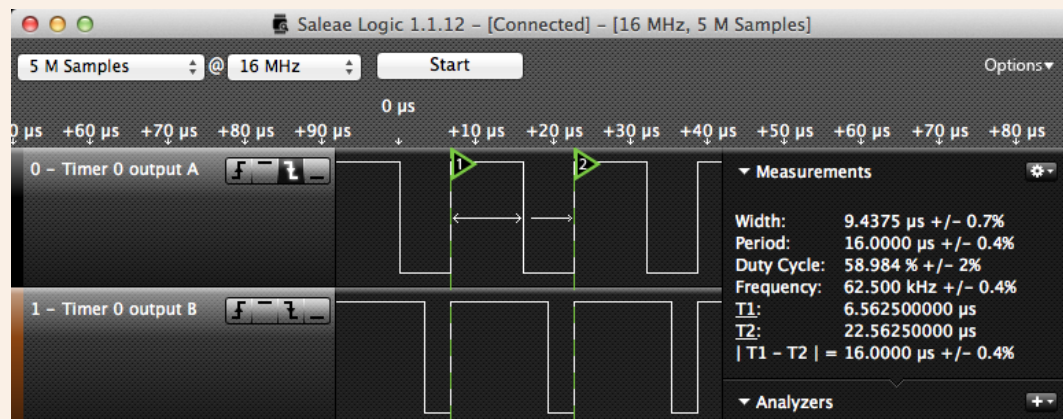 Saleae Logic 1.1.12 – [Connected] – [16 MHz, 5 M Samples]
5 M Samples @ 16 MHz Start Options▾
0 µs
0 µs +60 µs +70 µs +80 µs +90 µs +10 µs +20 µs +30 µs +40 µs +50 µs +60 µs +70 µs +80 µs
0 – Timer 0 output A
1
2
1 – Timer 0 output B
▾ Measurements
Width: 9.4375 µs +/– 0.7%
Period: 16.0000 µs +/– 0.4%
Duty Cycle: 58.984 % +/– 2%
Frequency: 62.500 kHz +/– 0.4%
T1: 6.562500000 µs
T2: 22.56250000 µs
| T1 – T2 | = 16.0000 µs +/– 0.4%
▾ Analyzers